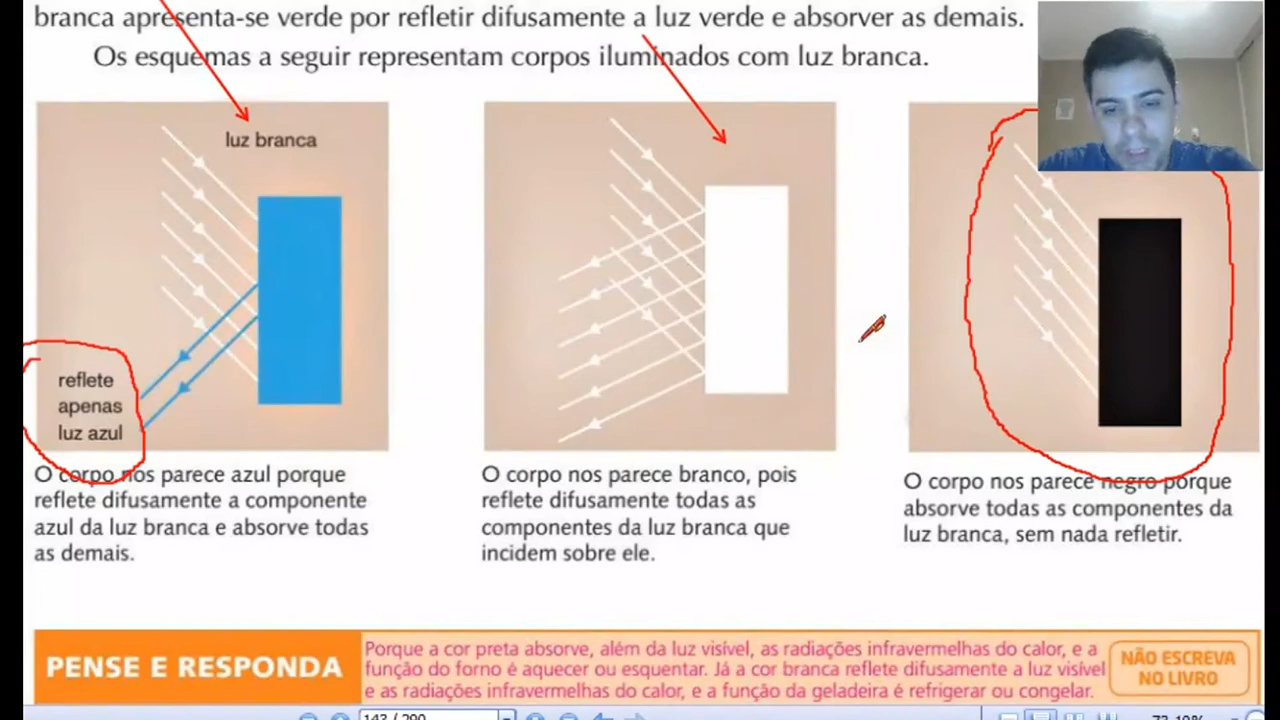 branca apresenta-se verde por refletir difusamente a luz verde e absorver as demais.
Os esquemas a seguir representam corpos iluminados com luz branca.
luz branca
reflete
apenas
luz azul
O corpo nos parece azul porque
reflete difusamente a componente
azul da luz branca e absorve todas
as demais.
O corpo nos parece branco, pois
reflete difusamente todas as
componentes da luz branca que
incidem sobre ele.
O corpo nos parece negro porque
absorve todas as componentes da
luz branca, sem nada refletir.
PENSE E RESPONDA
Porque a cor preta absorve, além da luz visível, as radiações infravermelhas do calor, e a
função do forno é aquecer ou esquentar. Já a cor branca reflete difusamente a luz visível
e as radiações infravermelhas do calor, e a função da geladeira é refrigerar ou congelar.
NÃO ESCREVA
NO LIVRO